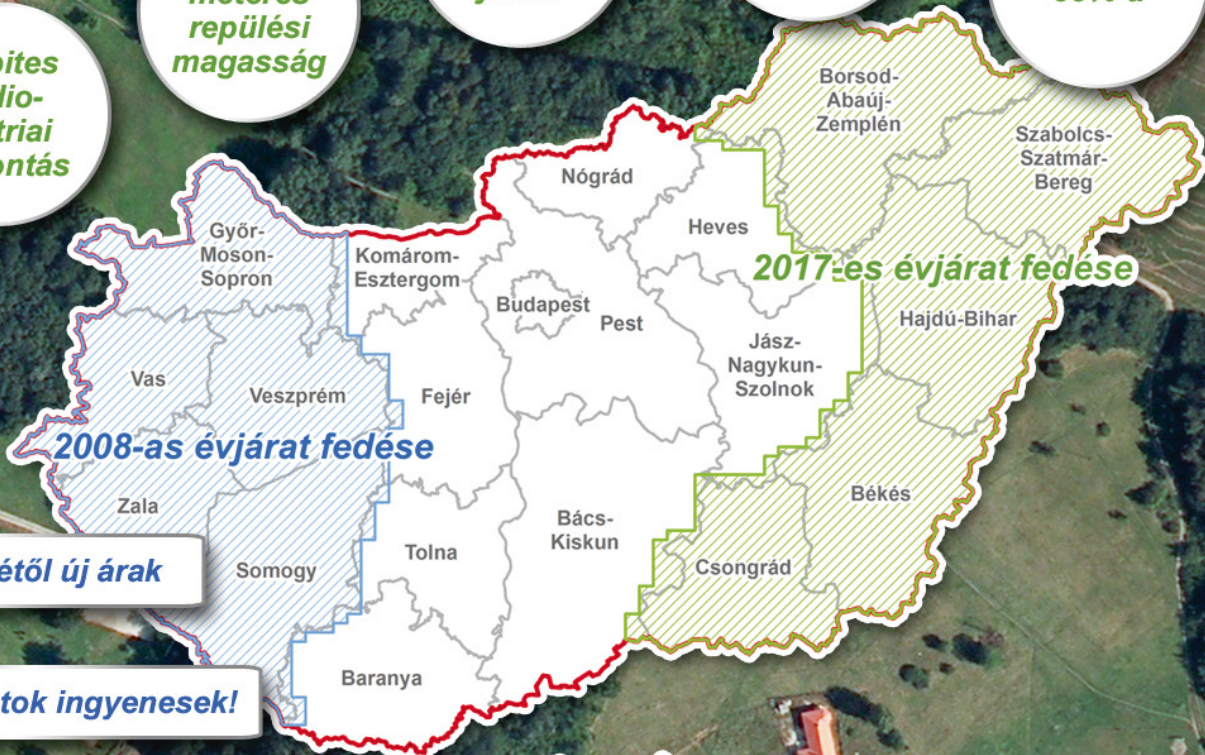 repülési
magasság
Borsod-
Abaúj-
Zemplén
Szabolcs-
Szatmár-
Bereg
Nógrád
Heves
Győr-
Moson-
Sopron
Komárom-
Esztergom
2017-es évjárat fedése
Budapest
Pest
Hajdú-Bihar
Jász-
Nagykun-
Szolnok
Vas
Veszprém
Fejér
2008-as évjárat fedése
Zala
Békés
Bács-
Kiskun
Tolna
Csongrád
Somogy
új árak
Baranya
ingyenesek!